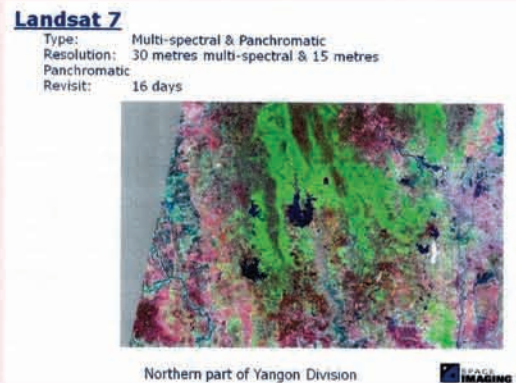 Landsat 7
Type: Multi-spectral & Panchromatic
Resolution: 30 metres multi-spectral & 15 metres
Panchromatic
Revisit: 16 days
Northern part of Yangon Division
SPACE
IMAGING